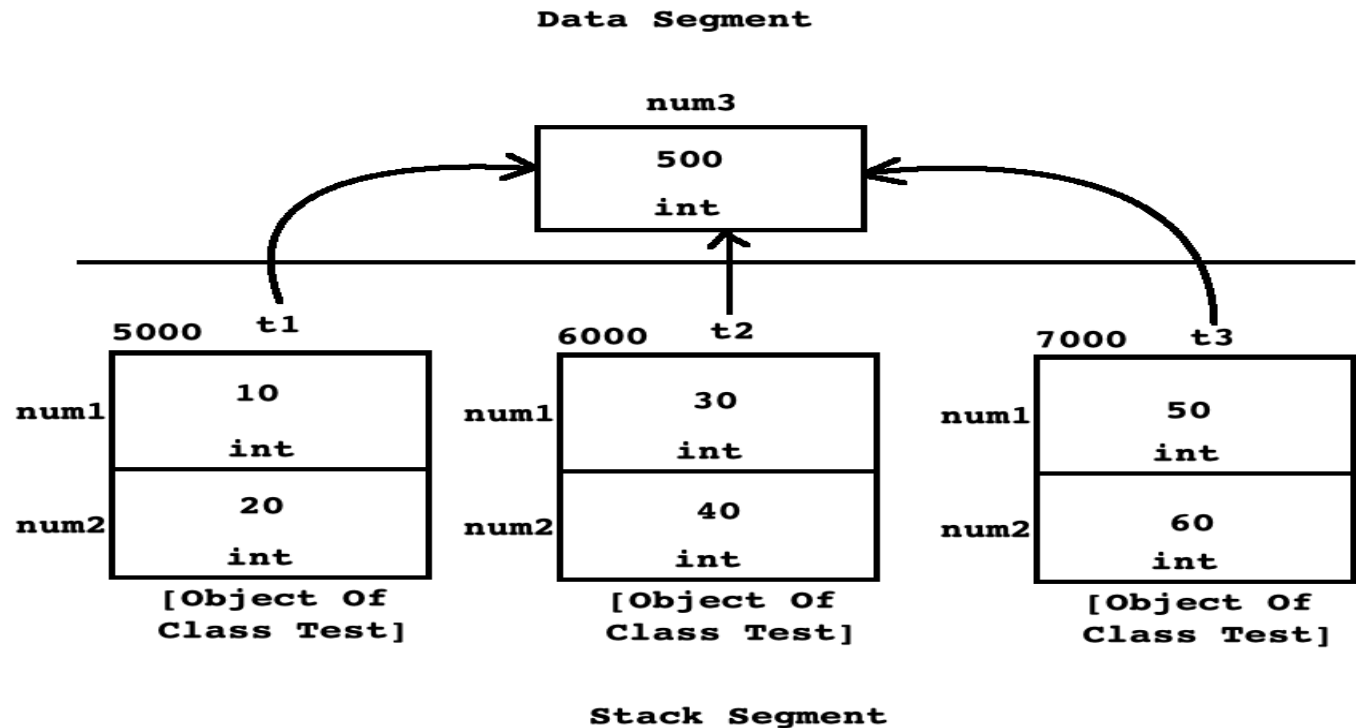 Data Segment
num3
500
int
5000 t1
6000 t2
7000 t3
num1 10
int
num2 20
int
[Object Of
Class Test]
num1 30
int
num2 40
int
[Object Of
Class Test]
num1 50
int
num2 60
int
[Object Of
Class Test]
Stack Segment